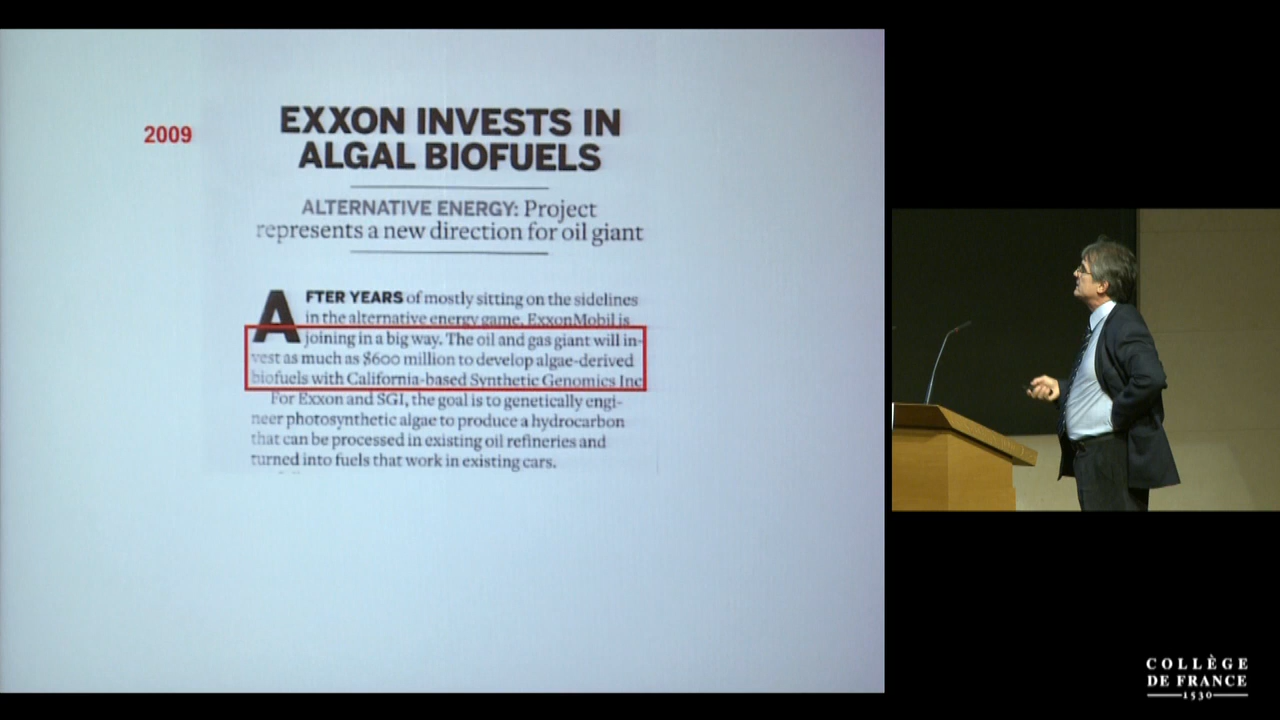 2009
EXXON INVESTS IN
ALGAL BIOFUELS
ALTERNATIVE ENERGY: Project
represents a new direction for oil giant
AFTER YEARS of mostly sitting on the sidelines
in the alternative energy game, ExxonMobil is
joining in a big way. The oil and gas giant will in-
vest as much as $600 million to develop algae-derived
biofuels with California-based Synthetic Genomics Inc
For Exxon and SGI, the goal is to genetically engi-
neer photosynthetic algae to produce a hydrocarbon
that can be processed in existing oil refineries and
turned into fuels that work in existing cars.
COLLÈGE
DE FRANCE
1530